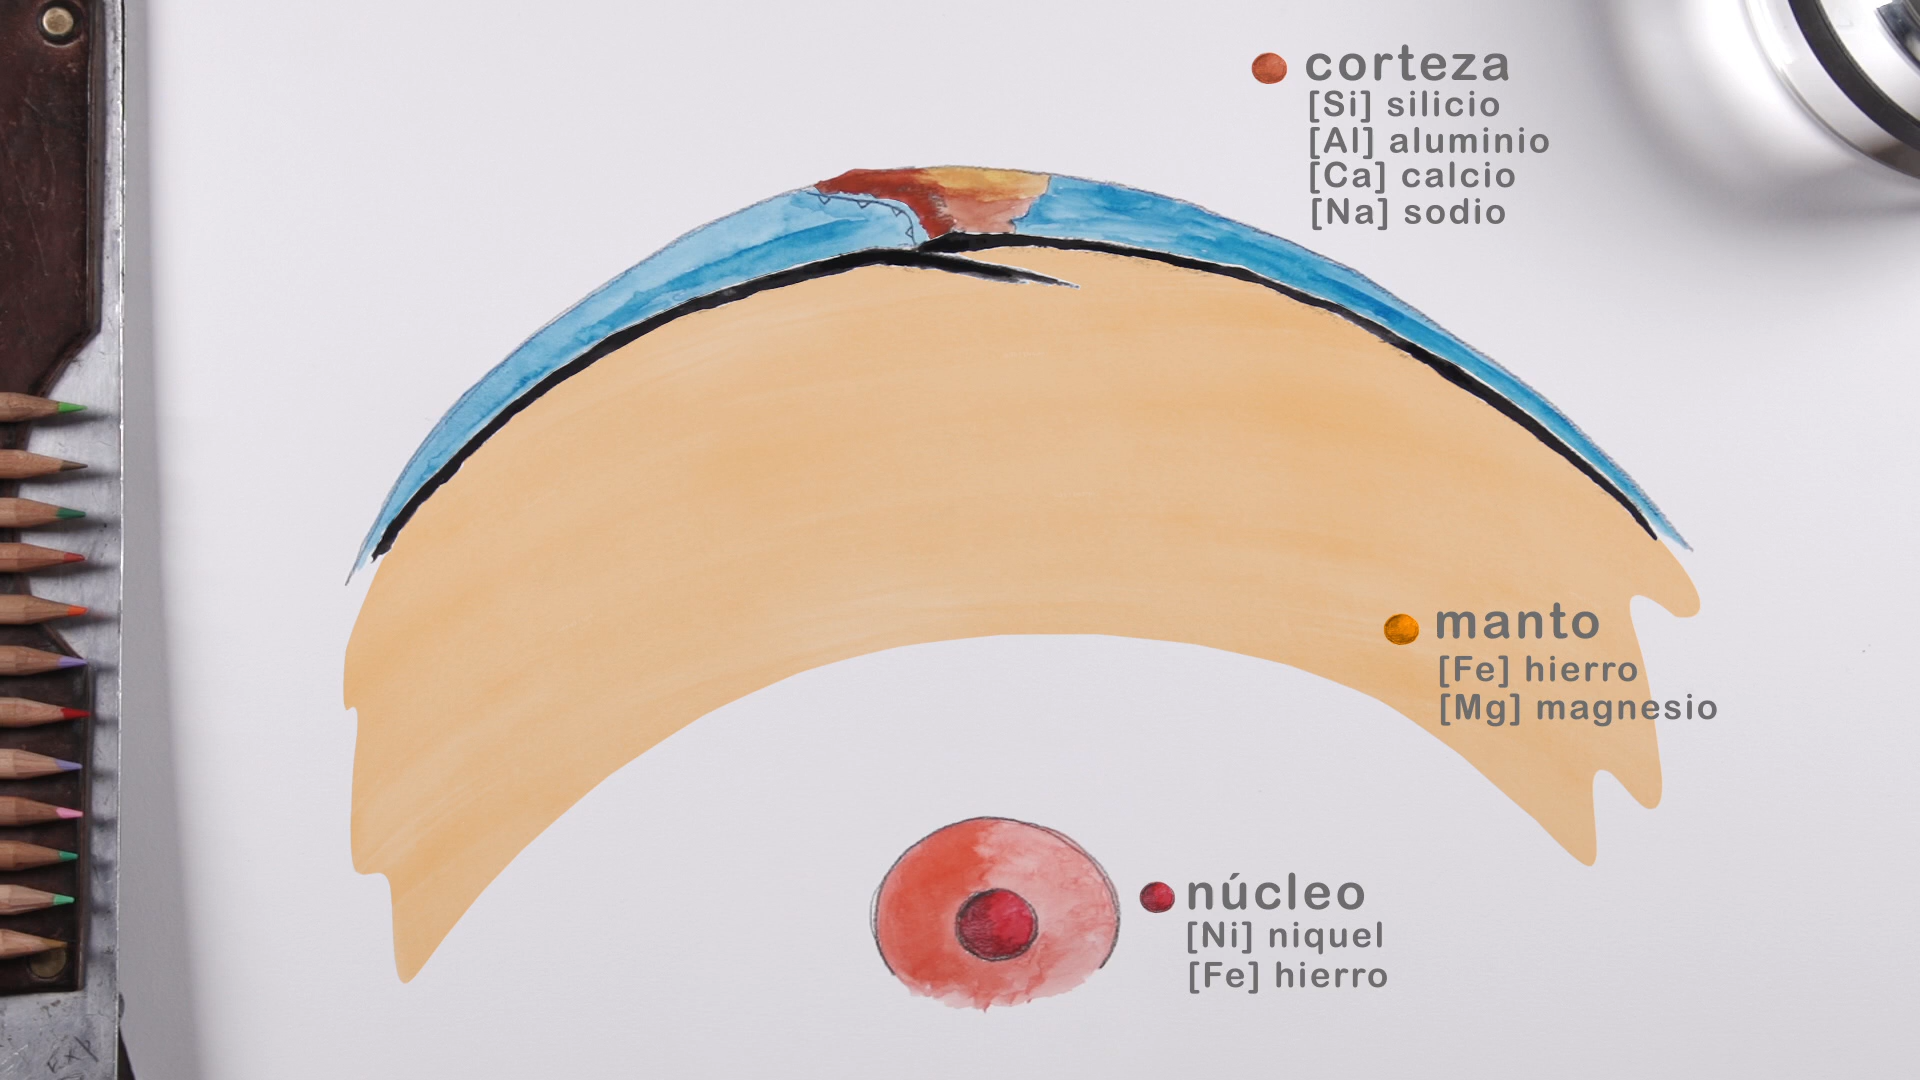 corteza
[Si] silicio
[Al] aluminio
[Ca] calcio
[Na] sodio
manto
[Fe] hierro
[Mg] magnesio
núcleo
[Ni] niquel
[Fe] hierro